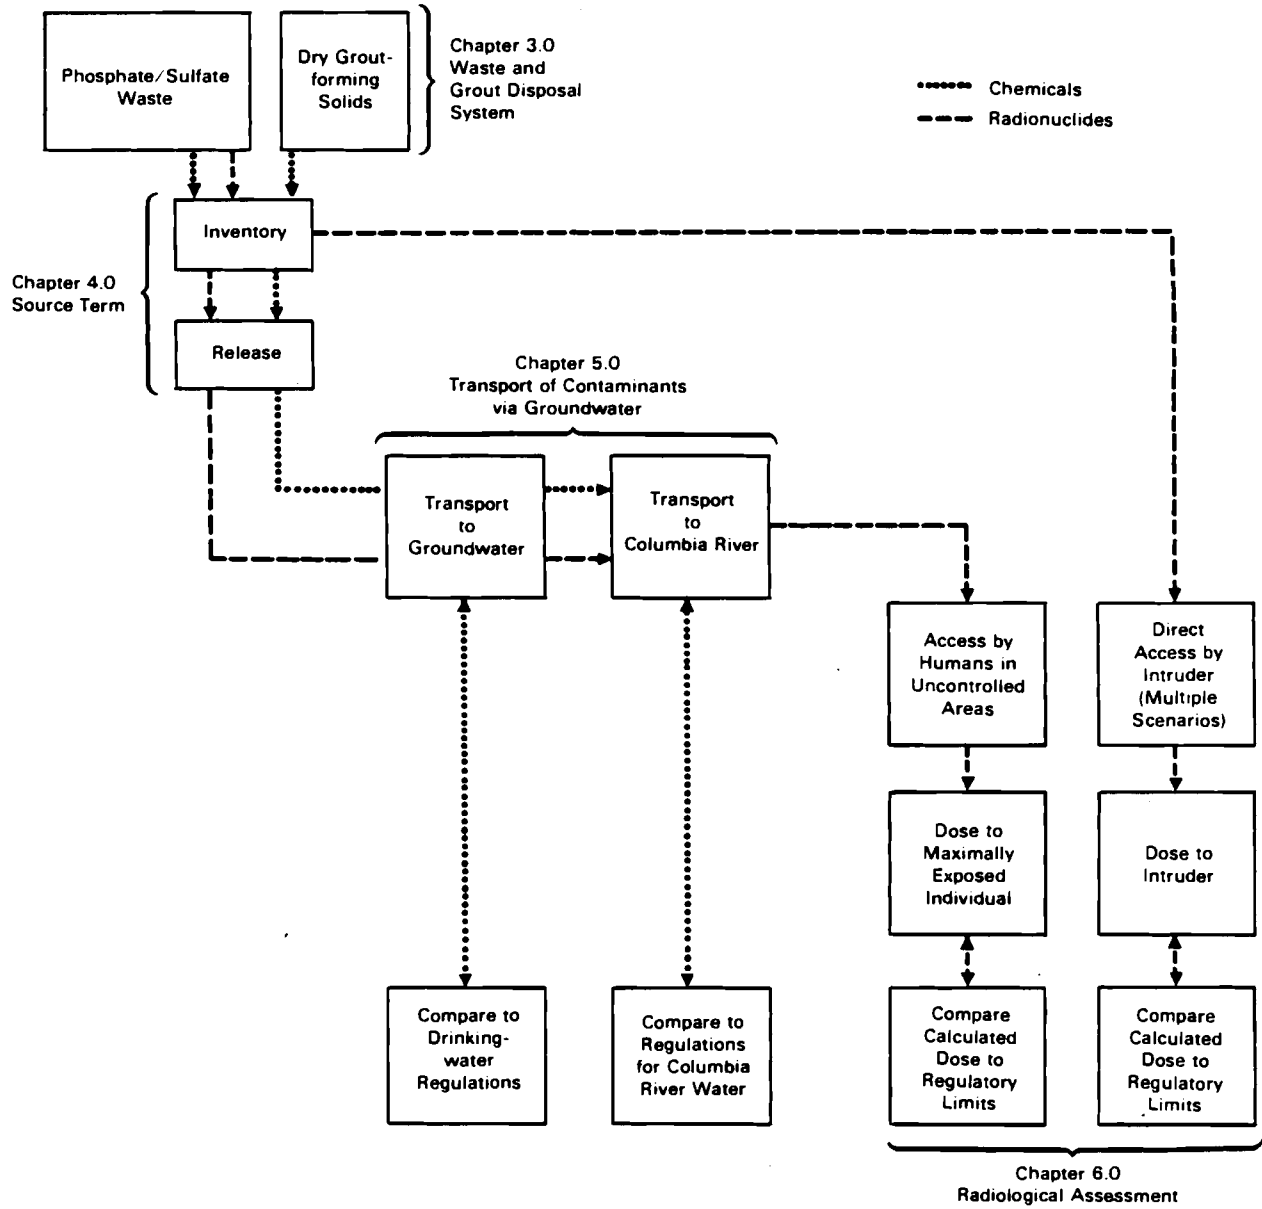 Phosphate/Sulfate
Waste
Dry Grout-
forming
Solids
Chapter 3.0
Waste and
Grout Disposal
System
Chemicals
Radionuclides
Inventory
Chapter 4.0
Source Term
Release
Chapter 5.0
Transport of Contaminants
via Groundwater
Transport
to
Groundwater
Transport
to
Columbia River
Access by
Humans in
Uncontrolled
Areas
Direct
Access by
Intruder
(Multiple
Scenarios)
Dose to
Maximally
Exposed
Individual
Dose to
Intruder
Compare to
Drinking-
water
Regulations
Compare to
Regulations
for Columbia
River Water
Compare
Calculated
Dose to
Regulatory
Limits
Compare
Calculated
Dose to
Regulatory
Limits
Chapter 6.0
Radiological Assessment